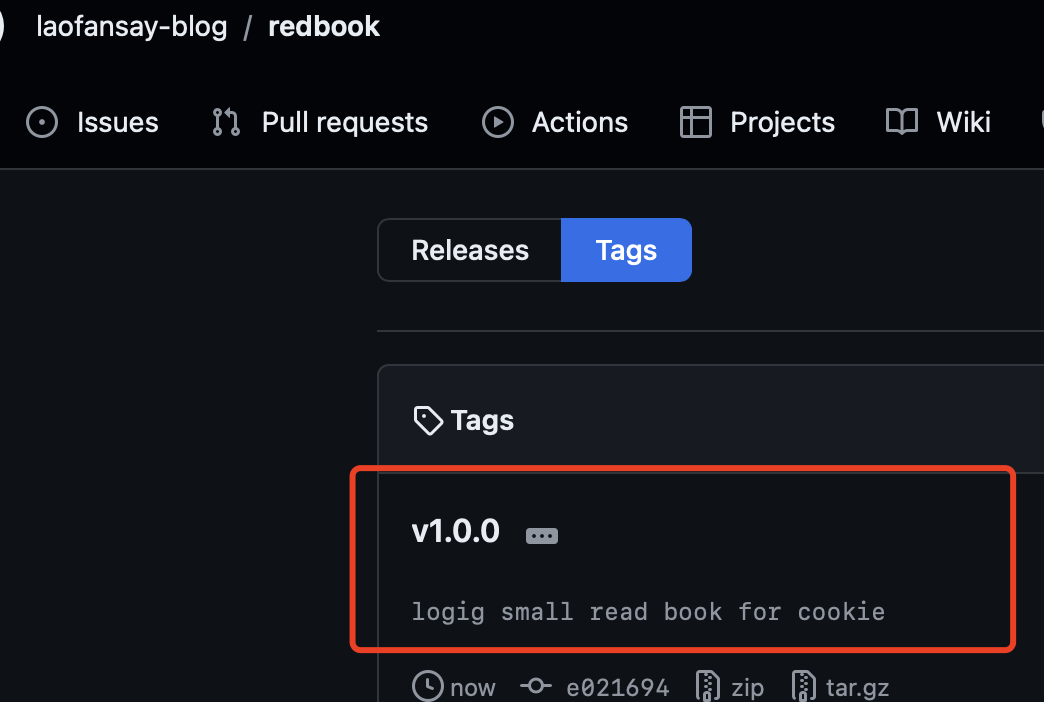 laofansay-blog / redbook
Issues Pull requests Actions Projects Wiki
Releases Tags
Tags
v1.0.0
logig small read book for cookie
now e021694 zip tar.gz